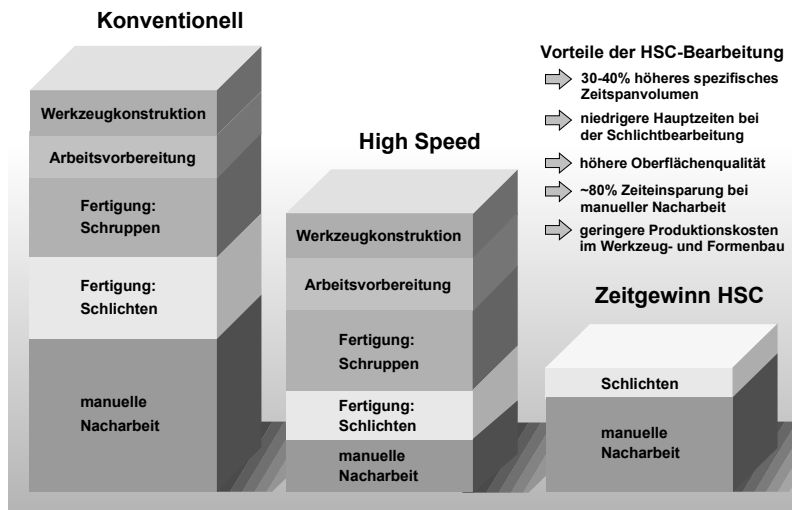 Konventionell
Werkzeugkonstruktion
Arbeitsvorbereitung
Fertigung:
Schruppen
Fertigung:
Schlichten
manuelle
Nacharbeit
High Speed
Werkzeugkonstruktion
Arbeitsvorbereitung
Fertigung:
Schruppen
Fertigung:
Schlichten
manuelle
Nacharbeit
Vorteile der HSC-Bearbeitung
30-40% höheres spezifisches
Zeitspanvolumen
niedrigere Hauptzeiten bei
der Schlichtbearbeitung
höhere Oberflächenqualität
~80% Zeiteinsparung bei
manueller Nacharbeit
geringere Produktionskosten
im Werkzeug- und Formenbau
Zeitgewinn HSC
Schlichten
manuelle
Nacharbeit